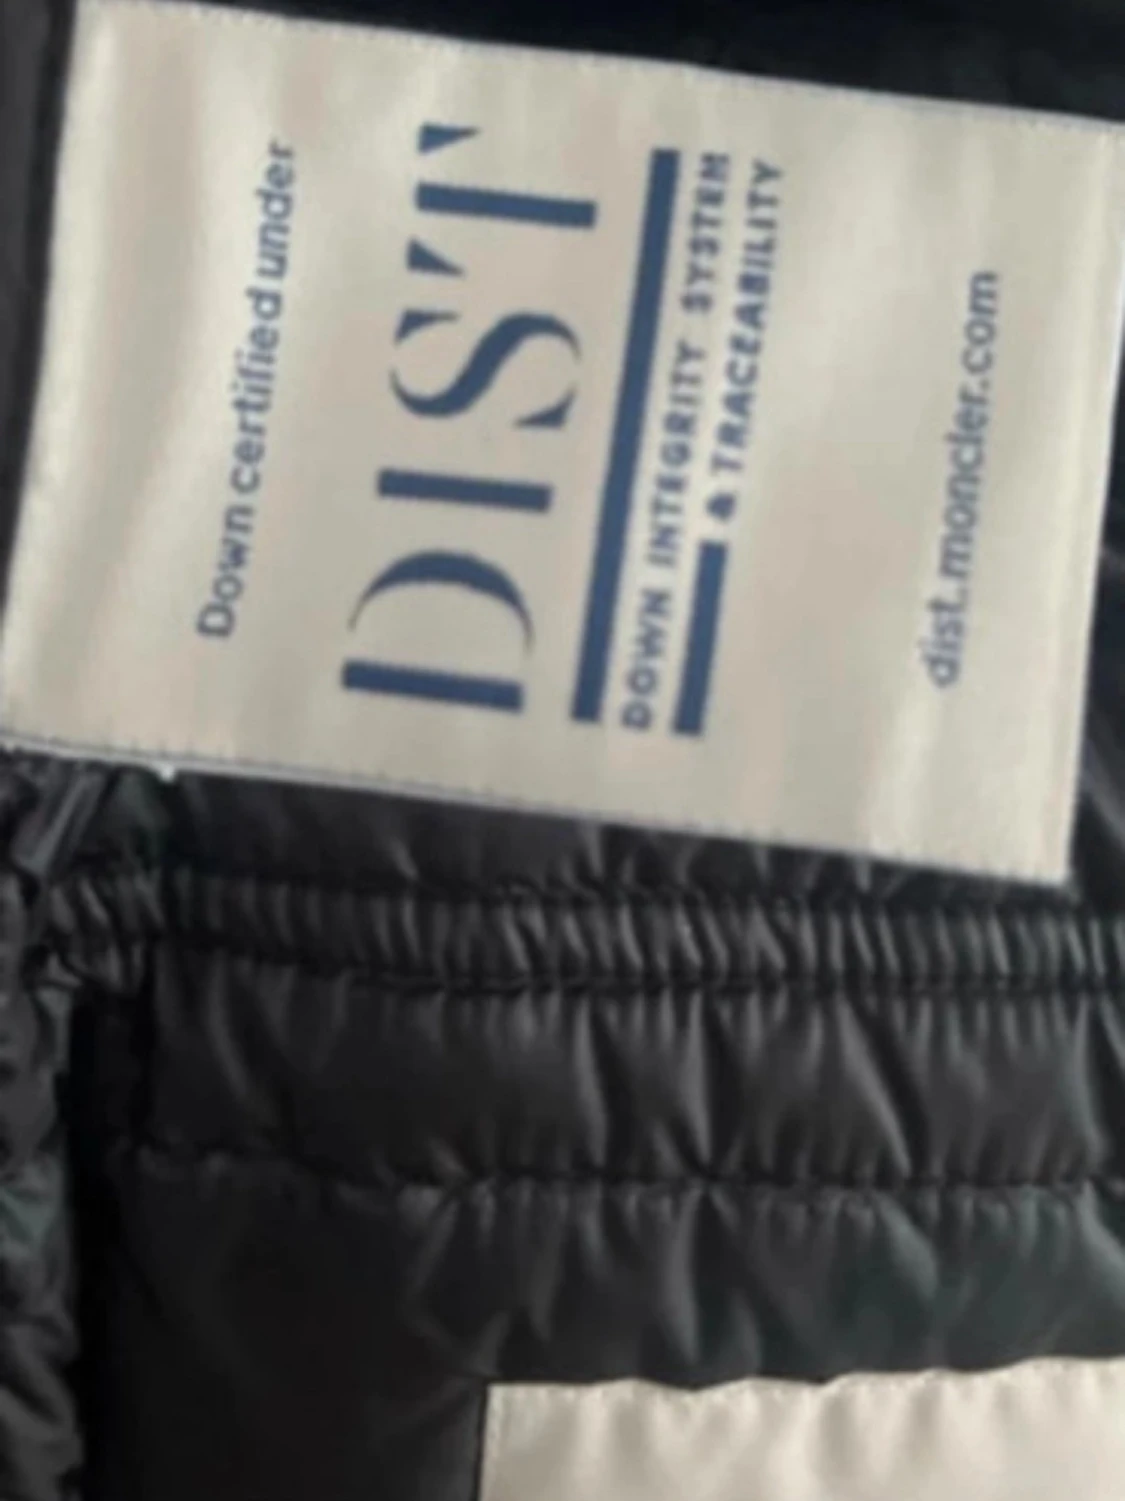 Down certified under
DIST
DOWN INTEGRITY SYSTEM
& TRACEABILITY
dist.moncler.com